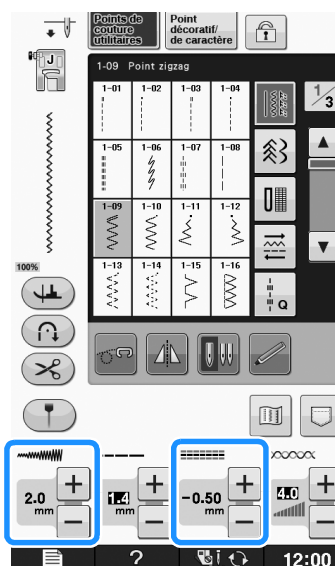 Points de
couture
utilitaires
Point
décoratif/
de caractère
J
1-09 Point zigzag
1-01 1-02 1-03 1-04
1/3
1-05 1-06 1-07 1-08
1-09 1-10 1-11 1-12
1-13 1-14 1-15 1-16
100%
Q
2.0
mm
+
−
1.4
mm
+
−
-0.50
mm
+
−
4.0
+
−
?
12:00